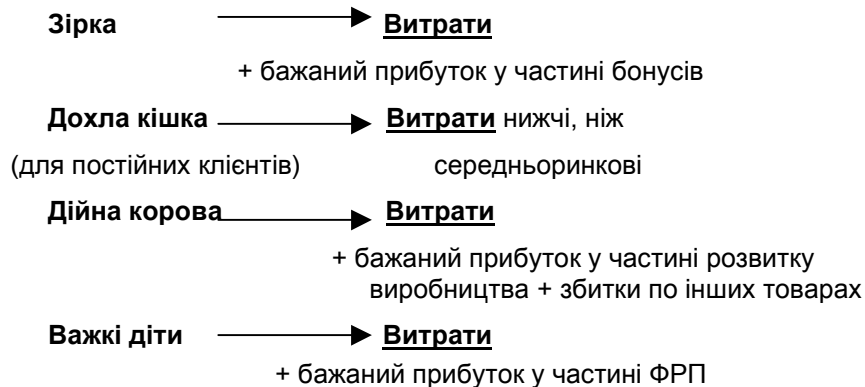 Зірка Витрати
+ бажаний прибуток у частині бонусів
Дохла кішка Витрати нижчі, ніж
(для постійних клієнтів) середньоринкові
Дійна корова Витрати
+ бажаний прибуток у частині розвитку
виробництва + збитки по інших товарах
Важкі діти Витрати
+ бажаний прибуток у частині ФРП